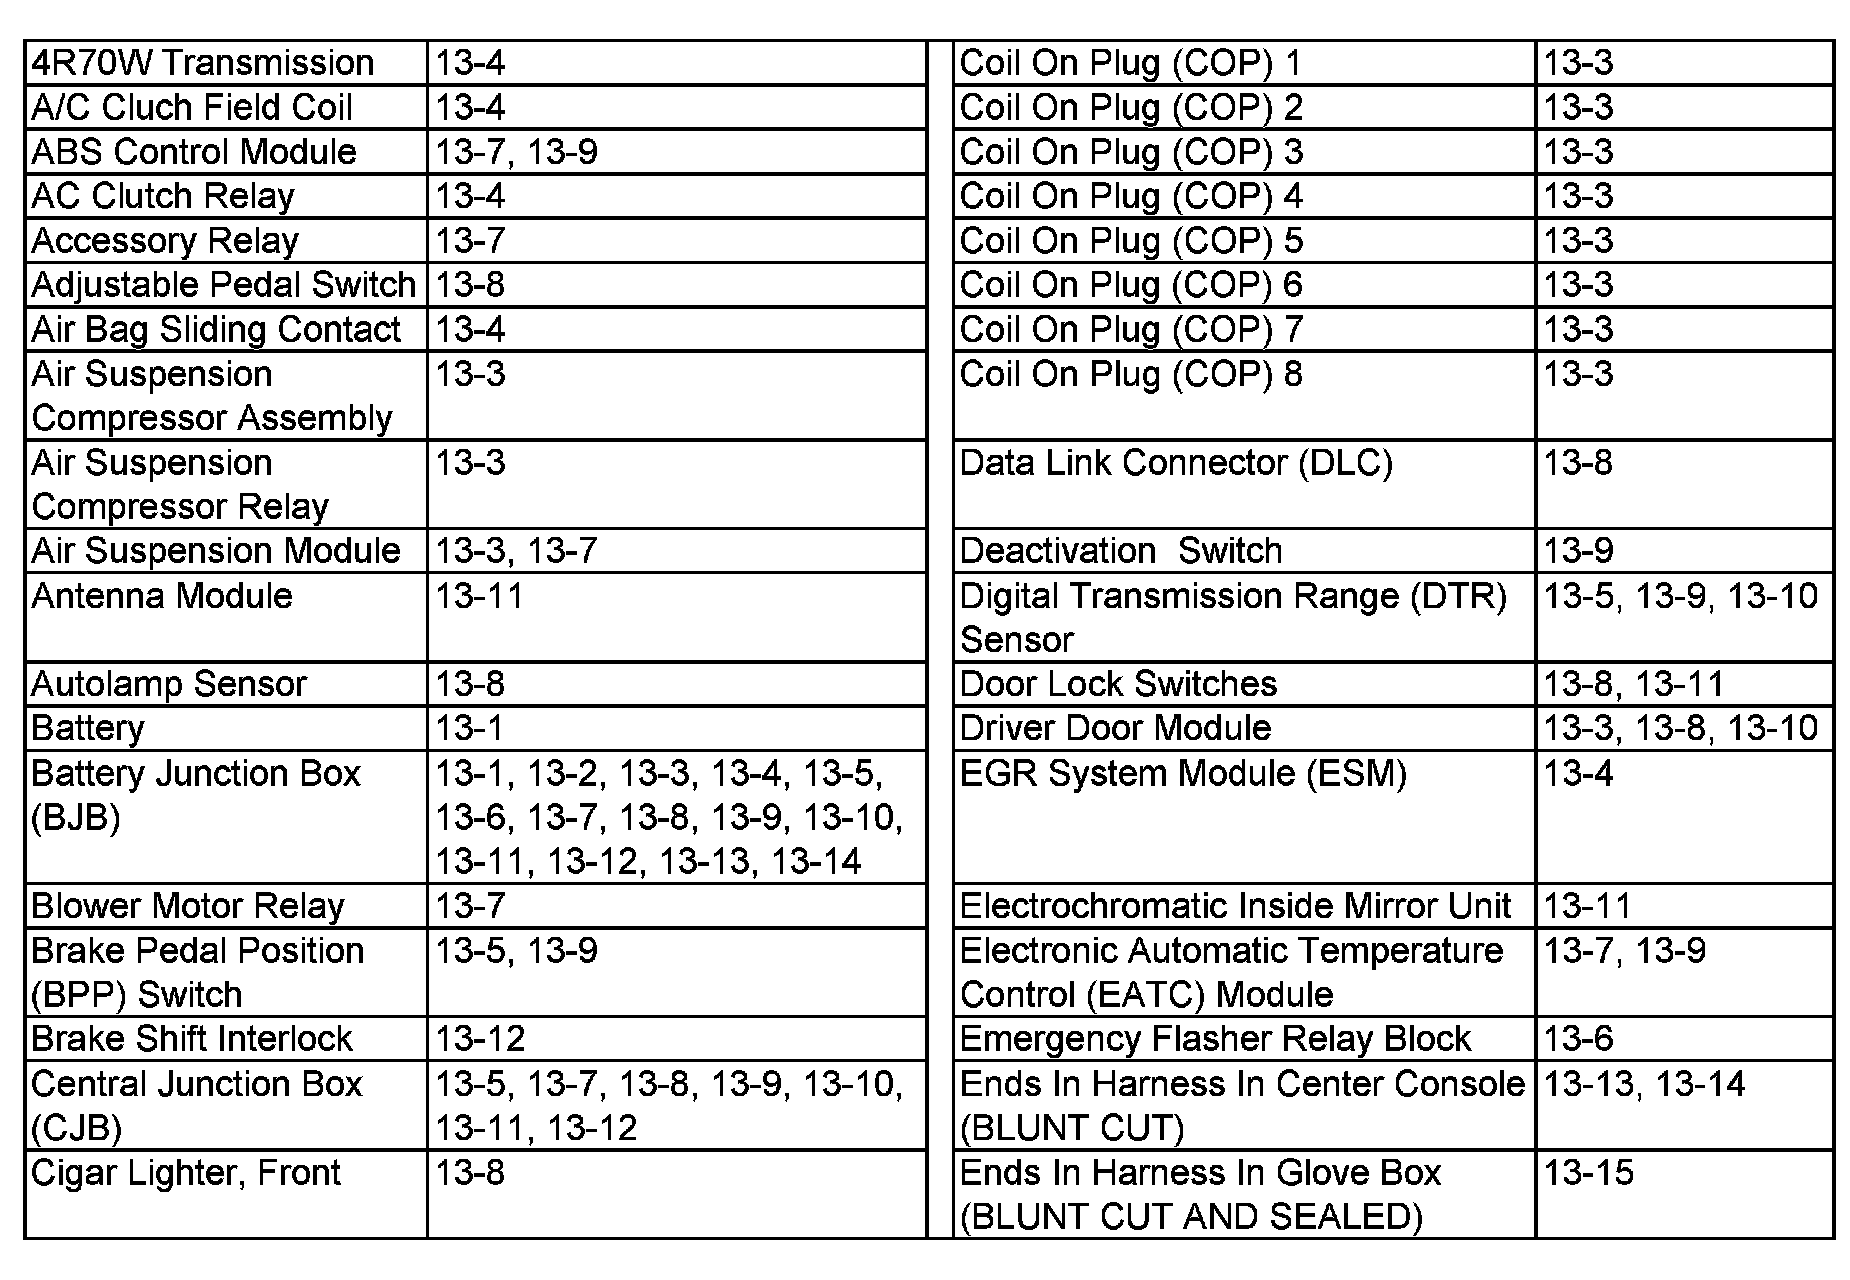 4R70W Transmission 13-4
A/C Cluch Field Coil 13-4
ABS Control Module 13-7, 13-9
AC Clutch Relay 13-4
Accessory Relay 13-7
Adjustable Pedal Switch 13-8
Air Bag Sliding Contact 13-4
Air Suspension 13-3
Compressor Assembly
Air Suspension 13-3
Compressor Relay
Air Suspension Module 13-3, 13-7
Antenna Module 13-11
Autolamp Sensor 13-8
Battery 13-1
Battery Junction Box 13-1, 13-2, 13-3, 13-4, 13-5,
(BJB) 13-6, 13-7, 13-8, 13-9, 13-10,
13-11, 13-12, 13-13, 13-14
Blower Motor Relay 13-7
Brake Pedal Position 13-5, 13-9
(BPP) Switch
Brake Shift Interlock 13-12
Central Junction Box 13-5, 13-7, 13-8, 13-9, 13-10,
(CJB) 13-11, 13-12
Cigar Lighter, Front 13-8
Coil On Plug (COP) 1 13-3
Coil On Plug (COP) 2 13-3
Coil On Plug (COP) 3 13-3
Coil On Plug (COP) 4 13-3
Coil On Plug (COP) 5 13-3
Coil On Plug (COP) 6 13-3
Coil On Plug (COP) 7 13-3
Coil On Plug (COP) 8 13-3
Data Link Connector (DLC) 13-8
Deactivation  Switch 13-9
Digital Transmission Range (DTR) 13-5, 13-9, 13-10
Sensor
Door Lock Switches 13-8, 13-11
Driver Door Module 13-3, 13-8, 13-10
EGR System Module (ESM) 13-4
Electrochromatic Inside Mirror Unit 13-11
Electronic Automatic Temperature 13-7, 13-9
Control (EATC) Module
Emergency Flasher Relay Block 13-6
Ends In Harness In Center Console 13-13, 13-14
(BLUNT CUT)
Ends In Harness In Glove Box 13-15
(BLUNT CUT AND SEALED)